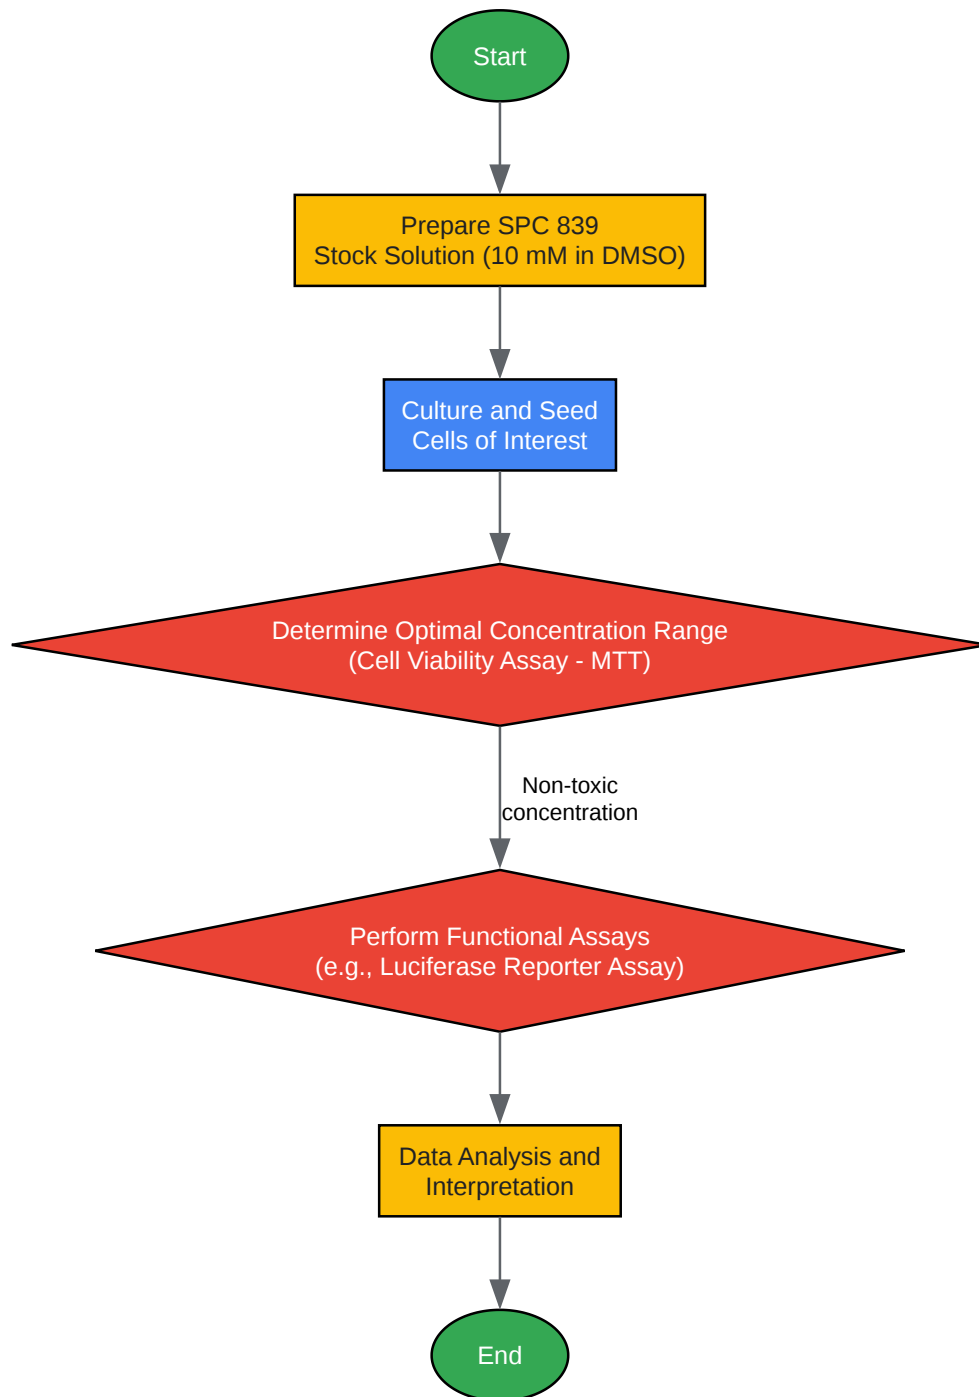 Start
Prepare SPC 839
Stock Solution (10 mM in DMSO)
Culture and Seed
Cells of Interest
Determine Optimal Concentration Range
(Cell Viability Assay - MTT)
Non-toxic
concentration
Perform Functional Assays
(e.g., Luciferase Reporter Assay)
Data Analysis and
Interpretation
End